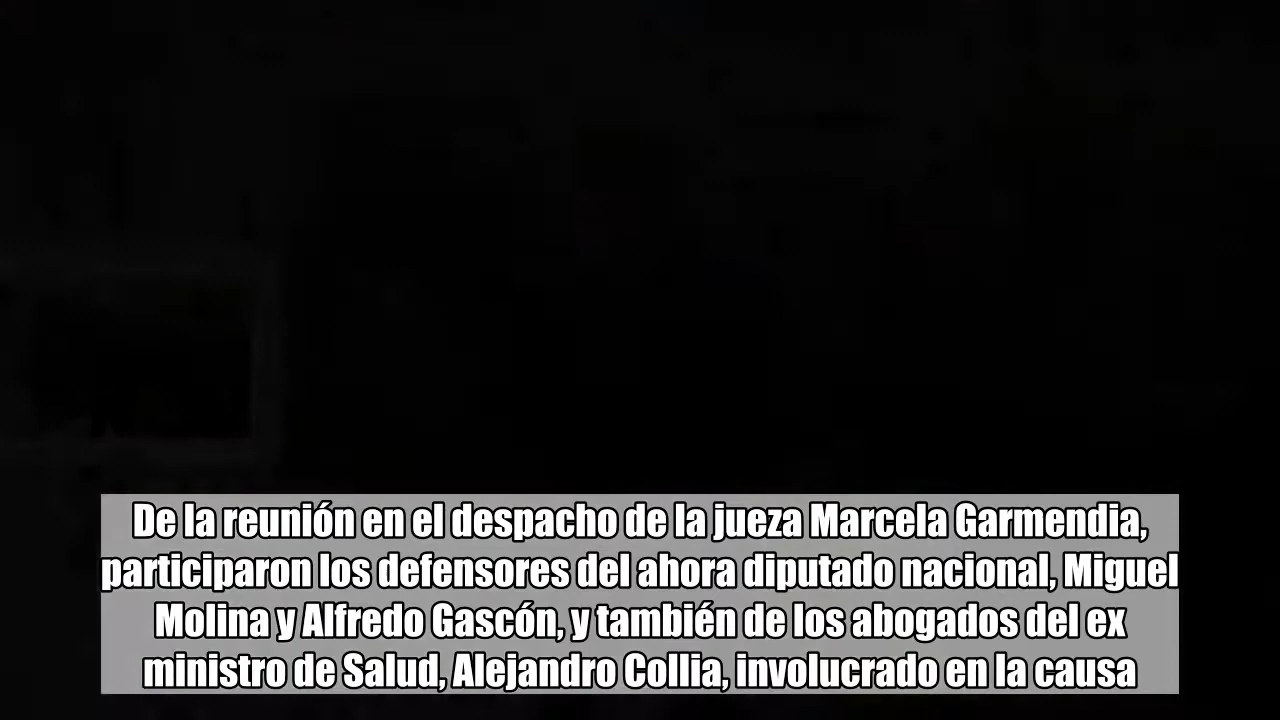 De la reunión en el despacho de la jueza Marcela Garmendia,
participaron los defensores del ahora diputado nacional, Miguel
Molina y Alfredo Gascón, y también de los abogados del ex
ministro de Salud, Alejandro Collia, involucrado en la causa